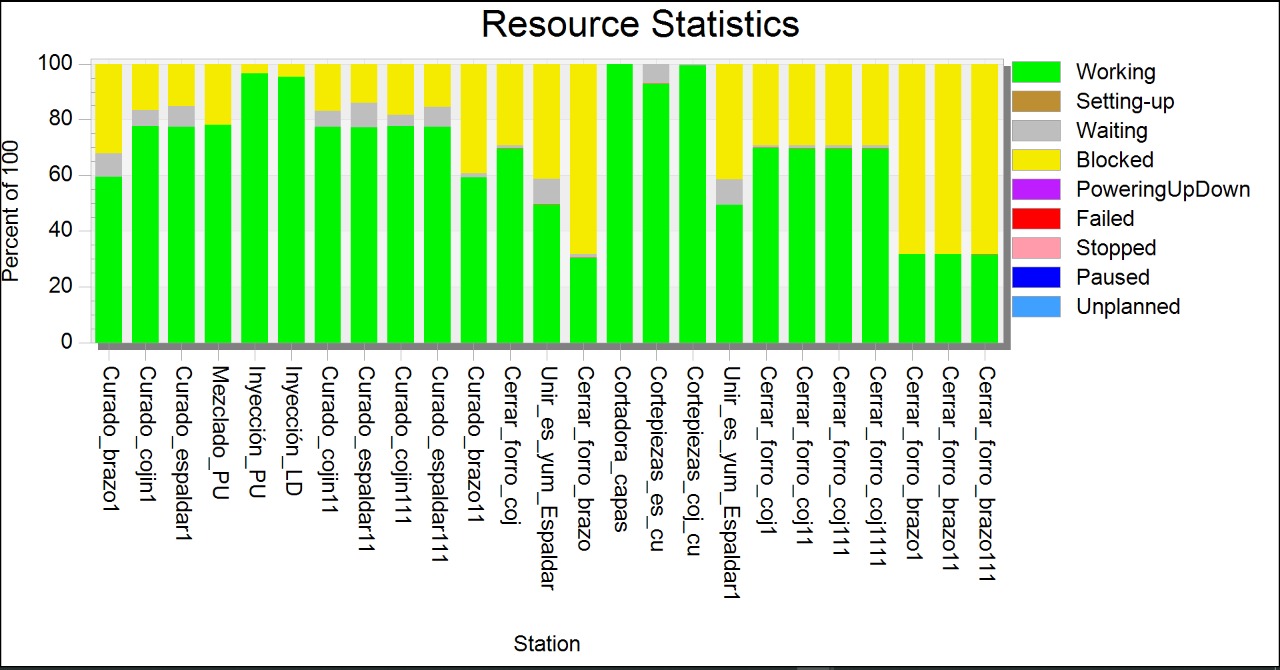 Resource Statistics
Percent of 100
100
80
60
40
20
0
Curado_brazo1
Curado_cojin1
Curado_espaldar1
Mezclado_PU
Inyección_PU
Inyección_LD
Curado_cojin11
Curado_espaldar11
Curado_cojin111
Curado_espaldar111
Curado_brazo11
Cerrar_forro_coj
Unir_es_yum_Espaldar
Cerrar_forro_brazo
Cortadora_capas
Cortepiezas_es_cu
Cortepiezas_coj_cu
Unir_es_yum_Espaldar1
Cerrar_forro_coj1
Cerrar_forro_coj11
Cerrar_forro_coj111
Cerrar_forro_coj1111
Cerrar_forro_brazo1
Cerrar_forro_brazo11
Cerrar_forro_brazo111
Station
Working
Setting-up
Waiting
Blocked
PoweringUpDown
Failed
Stopped
Paused
Unplanned